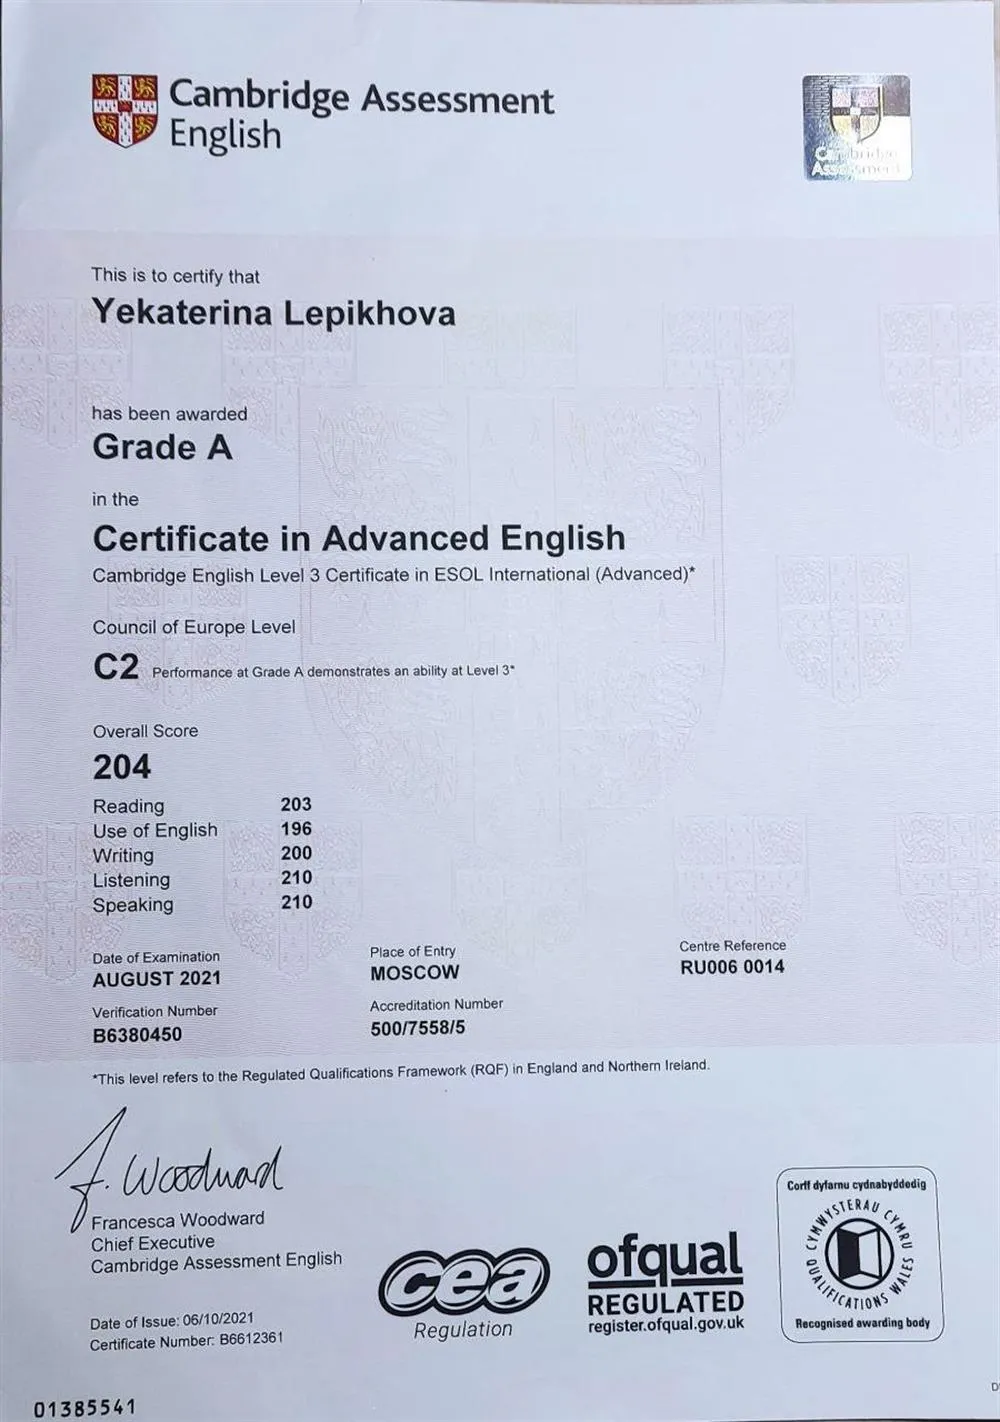 Cambridge Assessment
English
Cambridge
Assessment
This is to certify that
Yekaterina Lepikhova
has been awarded
Grade A
in the
Certificate in Advanced English
Cambridge English Level 3 Certificate in ESOL International (Advanced)*
Council of Europe Level
C2 Performance at Grade A demonstrates an ability at Level 3*
Overall Score
204
Reading 203
Use of English 196
Writing 200
Listening 210
Speaking 210
Date of Examination
AUGUST 2021
Place of Entry
MOSCOW
Centre Reference
RU006 0014
Verification Number
B6380450
Accreditation Number
500/7558/5
*This level refers to the Regulated Qualifications Framework (RQF) in England and Northern Ireland.
F. Woodward
Francesca Woodward
Chief Executive
Cambridge Assessment English
Date of Issue: 06/10/2021
Certificate Number: B6612361
cea
Regulation
ofqual
REGULATED
register.ofqual.gov.uk
Corff dyfarnu cydnabyddedig
CYMWYSTERAU CYMRU
QUALIFICATIONS WALES
Recognised awarding body
01385541